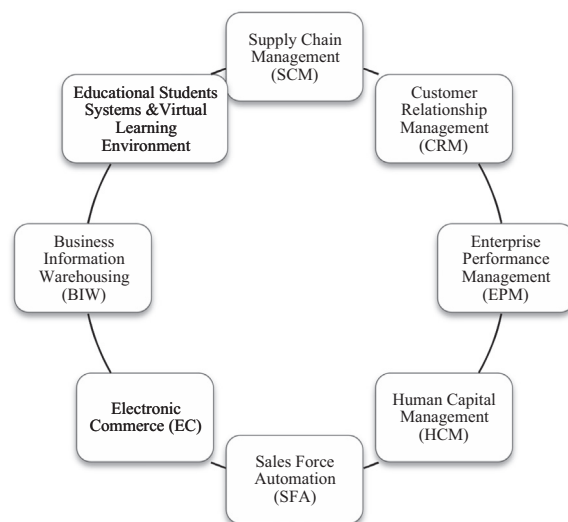 Supply Chain
Management
(SCM)
Customer
Relationship
Management
(CRM)
Enterprise
Performance
Management
(EPM)
Human Capital
Management
(HCM)
Sales Force
Automation
(SFA)
Electronic
Commerce (EC)
Business
Information
Warehousing
(BIW)
Educational Students
Systems &Virtual
Learning
Environment